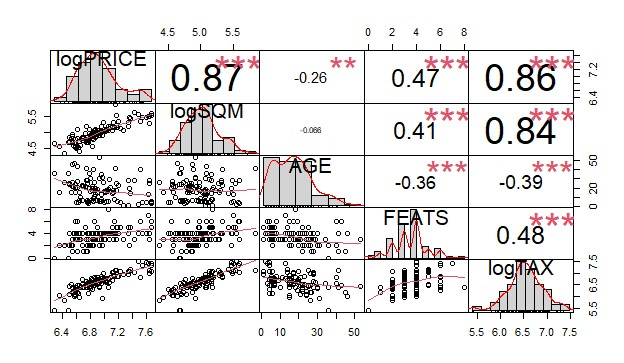 4.5 5.0 5.5 0 2 4 6 8
logPRICE 0.87 *** -0.26 ** 0.47 *** 0.86 *** 6.4 7.2
4.5 5.5 logSQM -0.066 0.41 *** 0.84 ***
AGE -0.36 *** -0.39 *** 0 20 50
0 4 8 FEATS 0.48 ***
logTAX 5.5 6.5 7.5
6.4 6.8 7.2 7.6 0 10 30 50 5.5 6.0 6.5 7.0 7.5